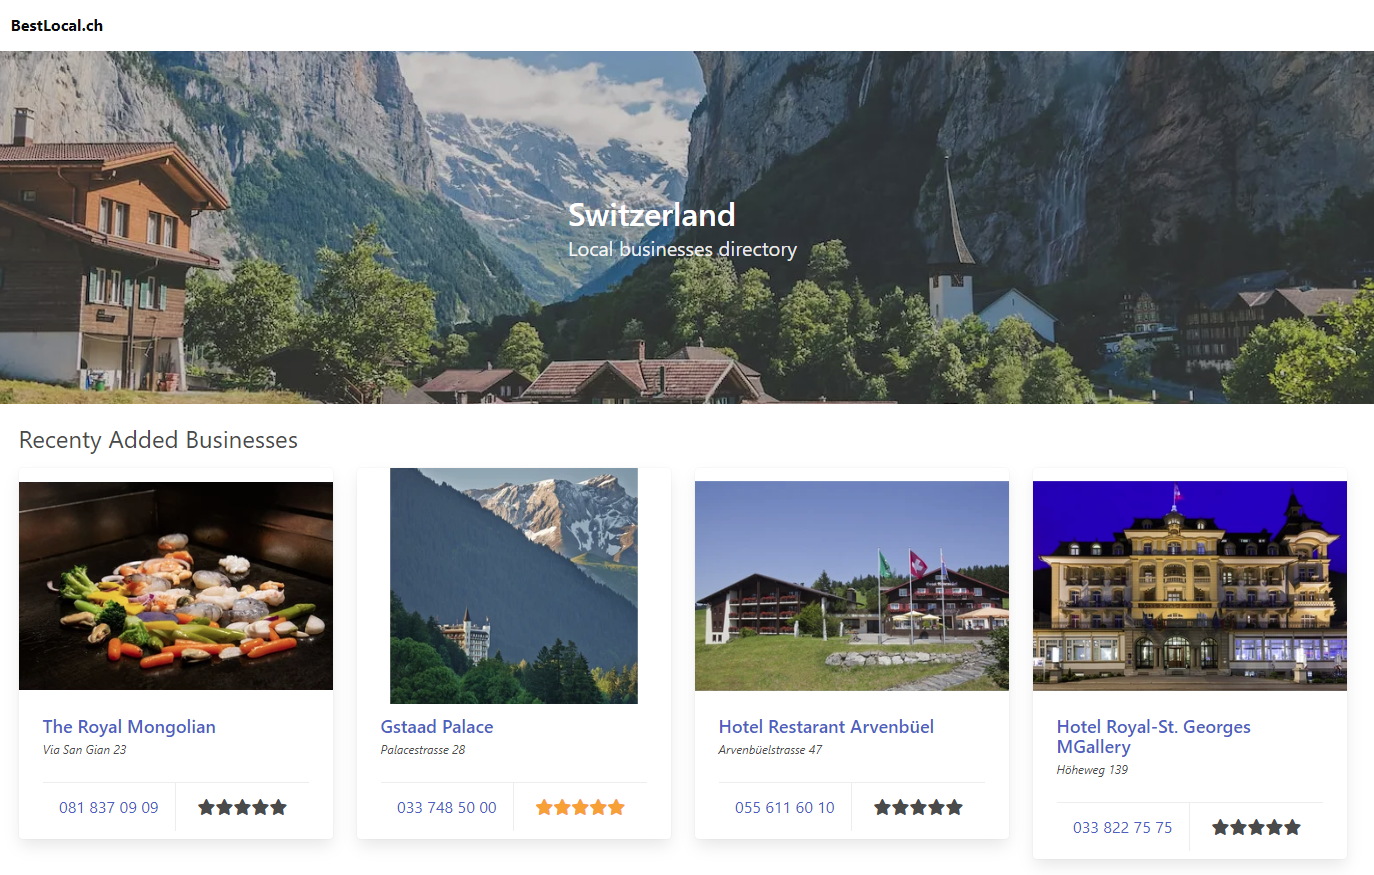 BestLocal.ch
Switzerland
Local businesses directory
Recenty Added Businesses
The Royal Mongolian
Via San Gian 23
081 837 09 09
Gstaad Palace
Palacestrasse 28
033 748 50 00
Hotel Restarant Arvenbüel
Arvenbüelstrasse 47
055 611 60 10
Hotel Royal-St. Georges
MGallery
Höheweg 139
033 822 75 75